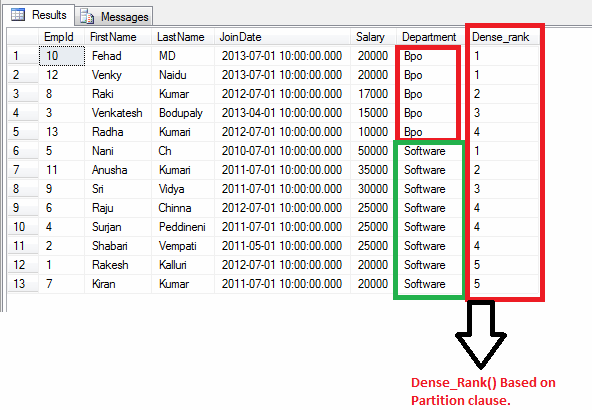 Results Messages
EmpId FirstName LastName JoinDate Salary Department Dense_rank
1 10 Fehad MD 2013-07-01 10:00:00.000 20000 Bpo 1
2 12 Venky Naidu 2013-07-01 10:00:00.000 20000 Bpo 1
3 8 Raki Kumar 2012-07-01 10:00:00.000 17000 Bpo 2
4 3 Venkatesh Bodupaly 2013-04-01 10:00:00.000 15000 Bpo 3
5 13 Radha Kumari 2012-07-01 10:00:00.000 10000 Bpo 4
6 5 Nani Ch 2010-07-01 10:00:00.000 50000 Software 1
7 11 Anusha Kumari 2011-07-01 10:00:00.000 35000 Software 2
8 9 Sri Vidya 2011-07-01 10:00:00.000 30000 Software 3
9 6 Raju Chinna 2012-07-01 10:00:00.000 25000 Software 4
10 4 Surjan Peddineni 2011-07-01 10:00:00.000 25000 Software 4
11 2 Shabari Vempati 2011-05-01 10:00:00.000 25000 Software 4
12 1 Rakesh Kalluri 2012-07-01 10:00:00.000 20000 Software 5
13 7 Kiran Kumar 2011-07-01 10:00:00.000 20000 Software 5
Dense_Rank() Based on
Partition clause.